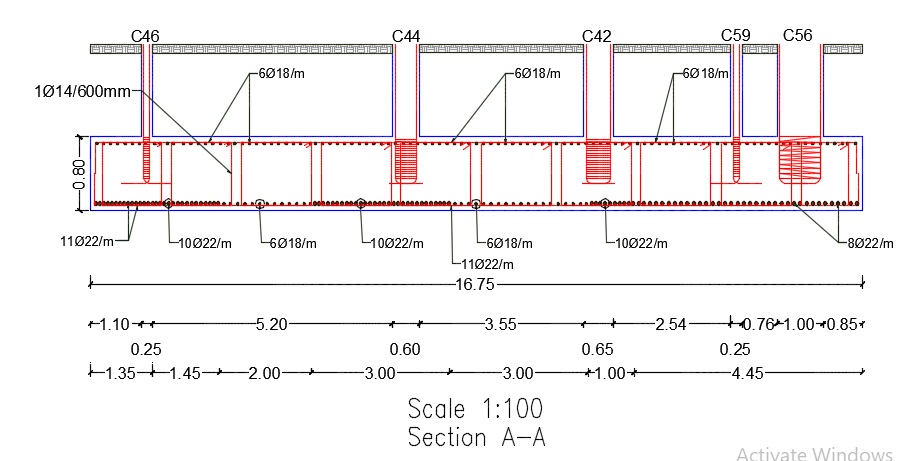 C46 C44 C42 C59 C56
6Ø18/m 6Ø18/m 6Ø18/m
1Ø14/600mm
0.80
11Ø22/m 10Ø22/m 6Ø18/m 10Ø22/m 6Ø18/m 10Ø22/m 8Ø22/m
11Ø22/m
16.75
1.10 5.20 3.55 2.54 0.76 1.00 0.85
0.25 0.60 0.65 0.25
1.35 1.45 2.00 3.00 3.00 1.00 4.45
Scale 1:100
Section A-A
Activate Windows